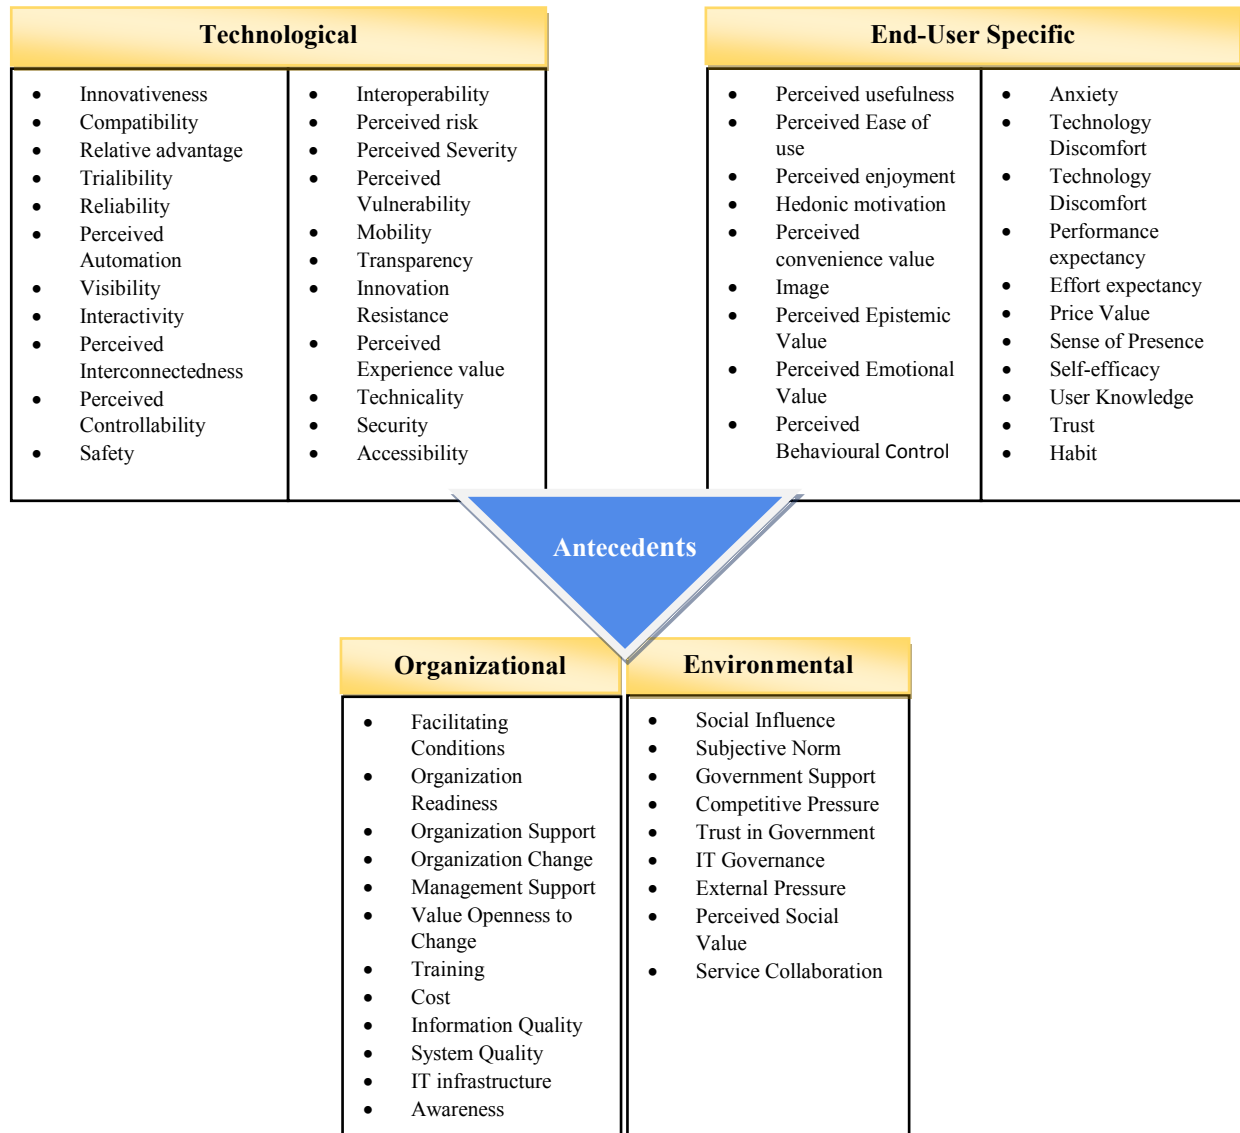 Technological
Innovativeness
Compatibility
Relative advantage
Trialibility
Reliability
Perceived
Automation
Visibility
Interactivity
Perceived
Interconnectedness
Perceived
Controllability
Safety
Interoperability
Perceived risk
Perceived Severity
Perceived
Vulnerability
Mobility
Transparency
Innovation
Resistance
Perceived
Experience value
Technicality
Security
Accessibility
End-User Specific
Perceived usefulness
Perceived Ease of
use
Perceived enjoyment
Hedonic motivation
Perceived
convenience value
Image
Perceived Epistemic
Value
Perceived Emotional
Value
Perceived
Behavioural Control
Anxiety
Technology
Discomfort
Technology
Discomfort
Performance
expectancy
Effort expectancy
Price Value
Sense of Presence
Self-efficacy
User Knowledge
Trust
Habit
Antecedents
Organizational
Facilitating
Conditions
Organization
Readiness
Organization Support
Organization Change
Management Support
Value Openness to
Change
Training
Cost
Information Quality
System Quality
IT infrastructure
Awareness
Environmental
Social Influence
Subjective Norm
Government Support
Competitive Pressure
Trust in Government
IT Governance
External Pressure
Perceived Social
Value
Service Collaboration